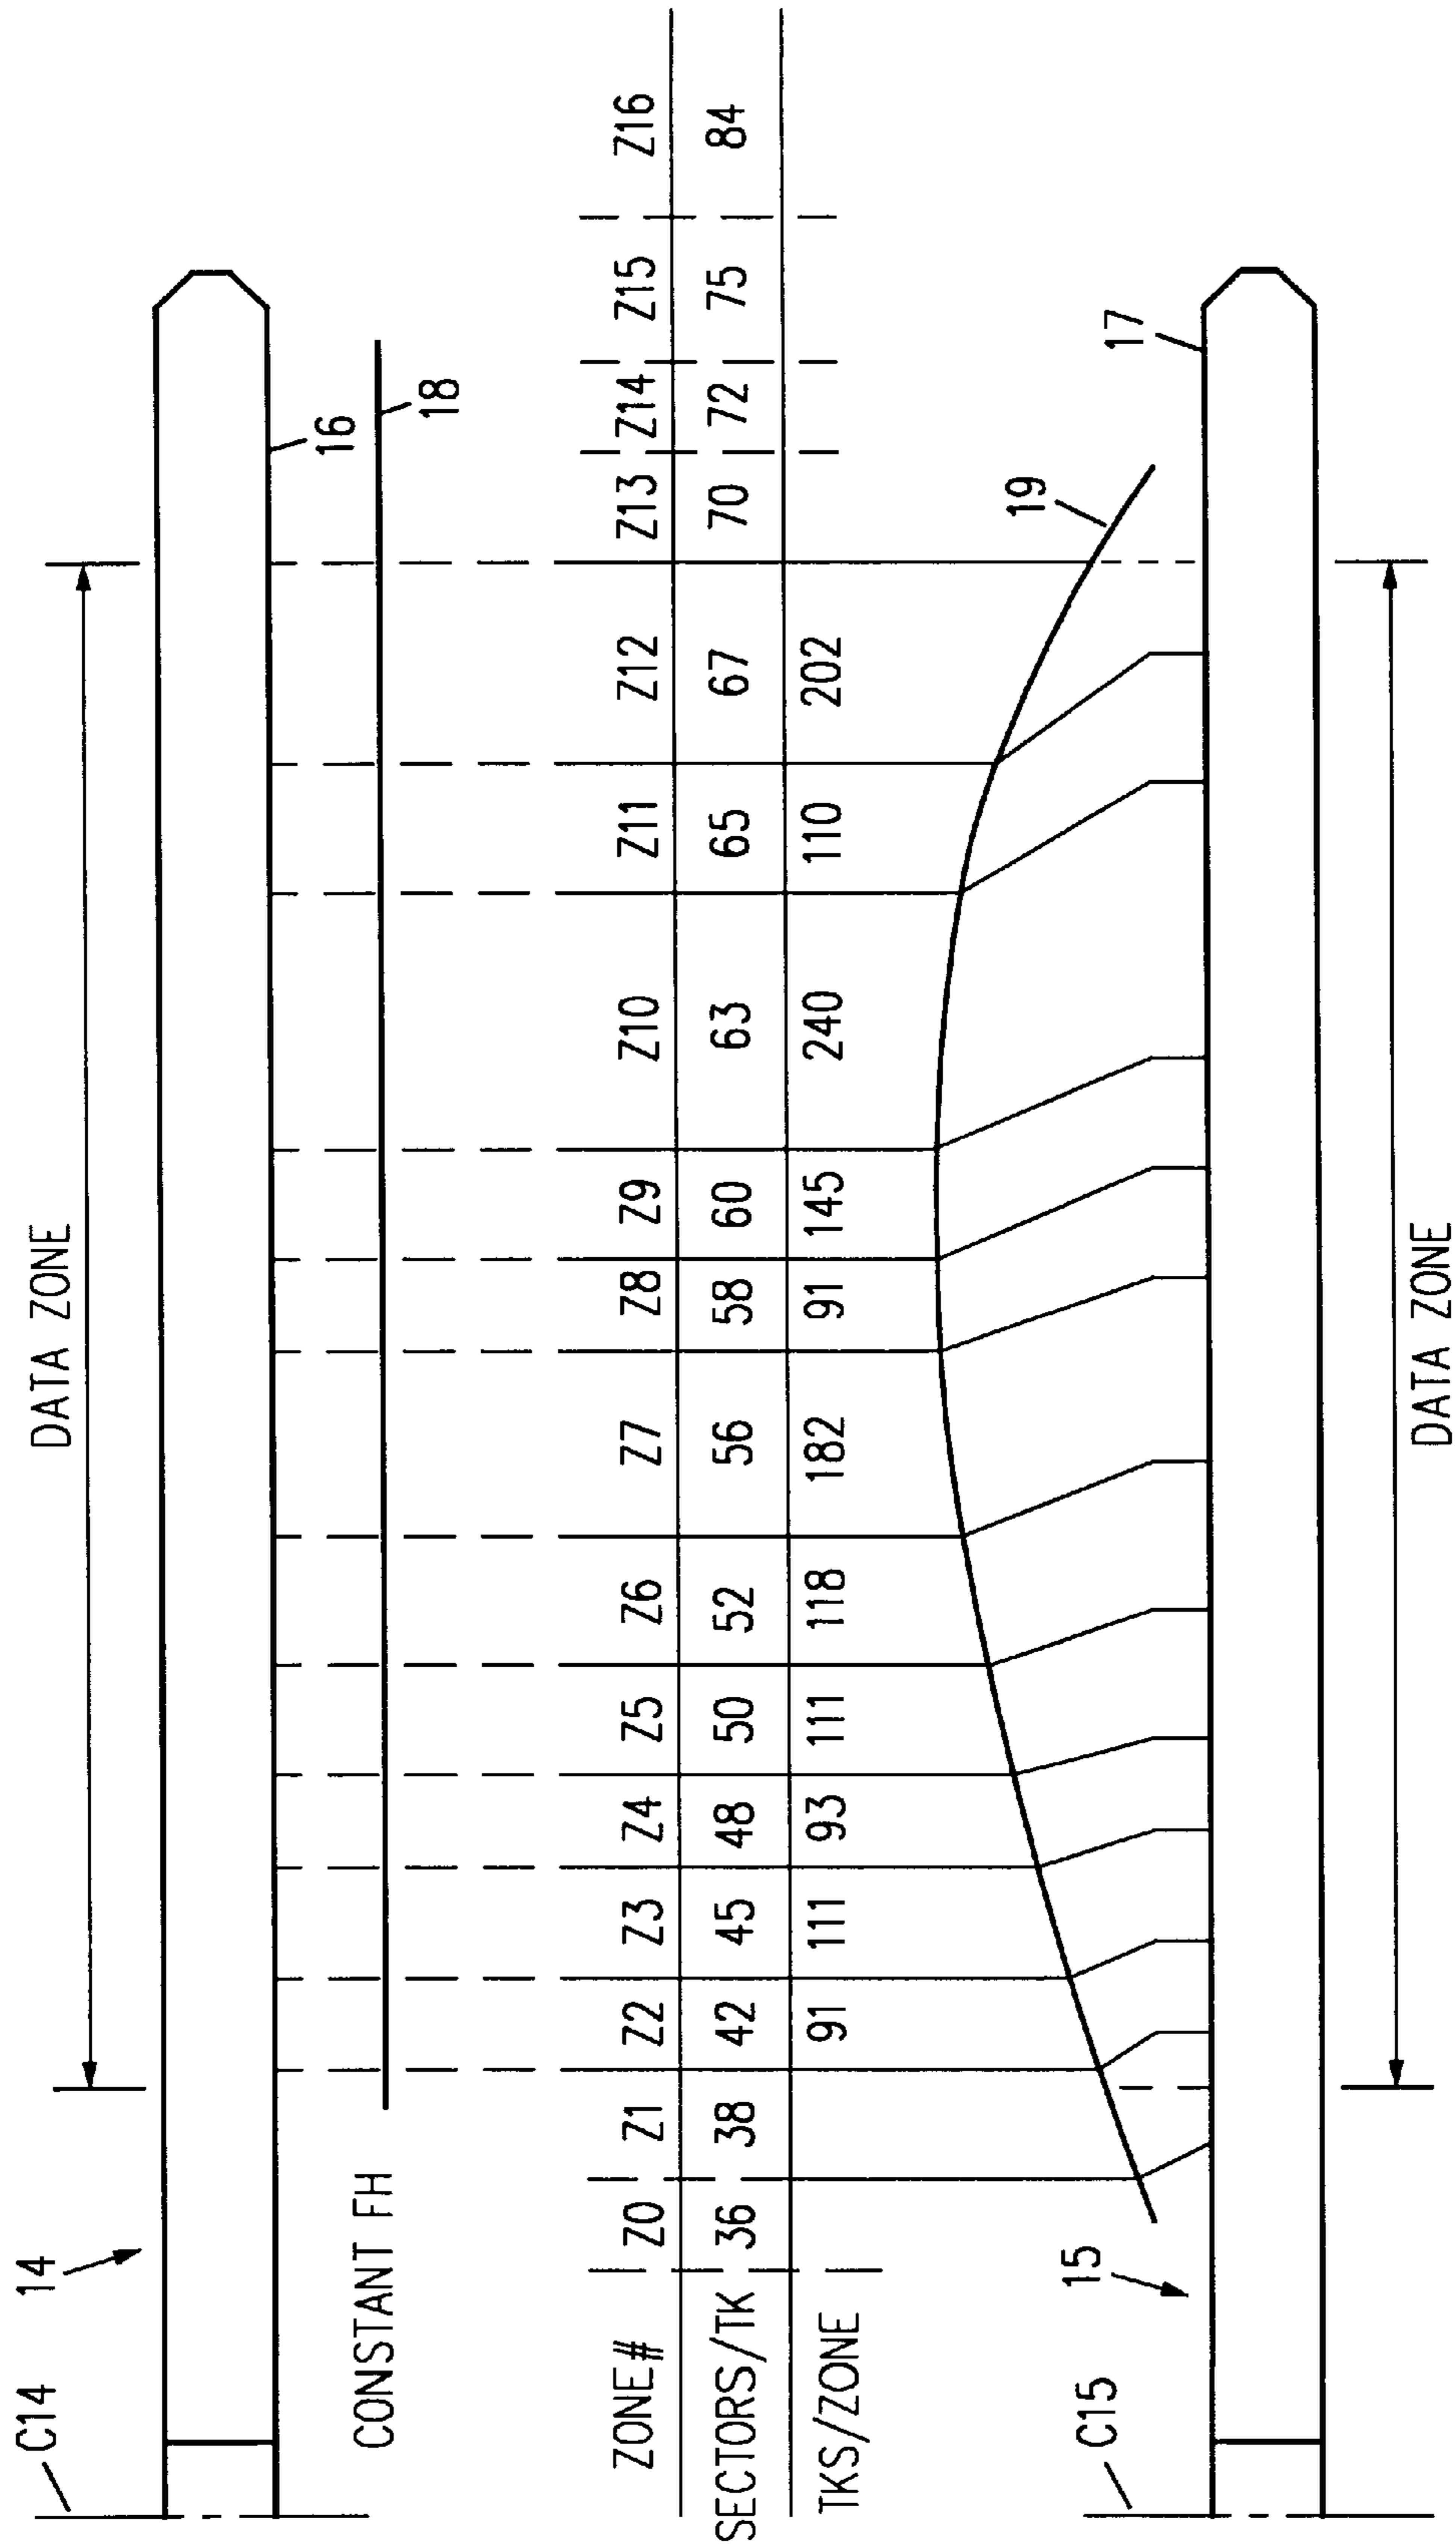 C14
14
DATA ZONE
16
CONSTANT FH
18
ZONE# Z0 Z1 Z2 Z3 Z4 Z5 Z6 Z7 Z8 Z9 Z10 Z11 Z12 Z13 Z14 Z15 Z16
SECTORS/TK 36 38 42 45 48 50 52 56 58 60 63 65 67 70 72 75 84
TKS/ZONE 91 111 93 111 118 182 91 145 240 110 202
19
C15
15
17
DATA ZONE